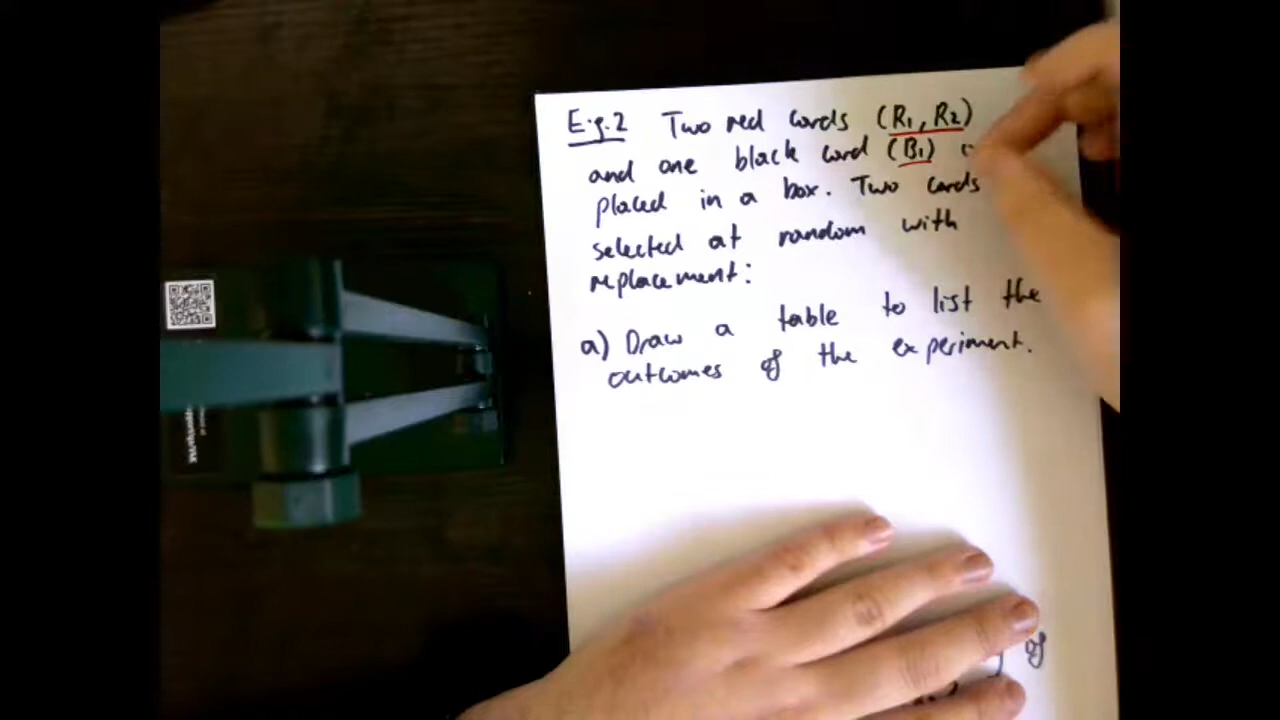 E.g.2 Two red cards (R1, R2)
and one black card (B1)
placed in a box. Two cards
selected at random with
replacement:
a) Draw a table to list the
outcomes of the experiment.
of